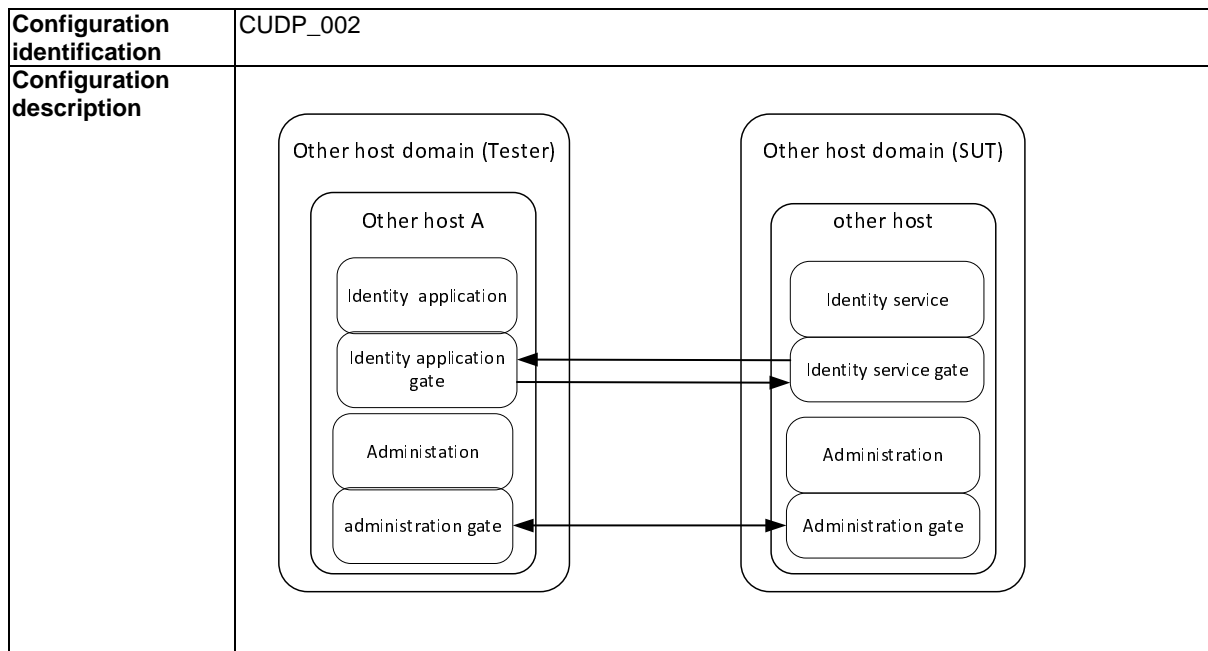 Configuration
identification
CUDP_002
Configuration
description
Other host domain (Tester)
Other host A
Identity application
Identity application
gate
Administation
administration gate
Other host domain (SUT)
other host
Identity service
Identity service gate
Administration
Administration gate